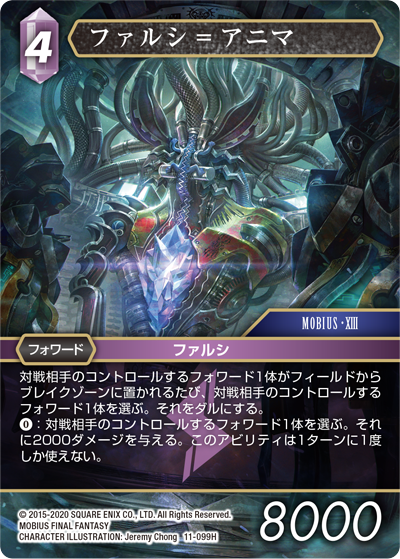 4
ファルシ=アニマ
MOBIUS・XIII
フォワード
ファルシ
対戦相手のコントロールするフォワード1体がフィールドから
ブレイクゾーンに置かれるたび、対戦相手のコントロールする
フォワード1体を選ぶ。それをダルにする。
0：対戦相手のコントロールするフォワード1体を選ぶ。それ
に2000ダメージを与える。このアビリティは1ターンに1度
しか使えない。
© 2015-2020 SQUARE ENIX CO., LTD. All Rights Reserved.
MOBIUS FINAL FANTASY
CHARACTER ILLUSTRATION: Jeremy Chong 11-099H
8000